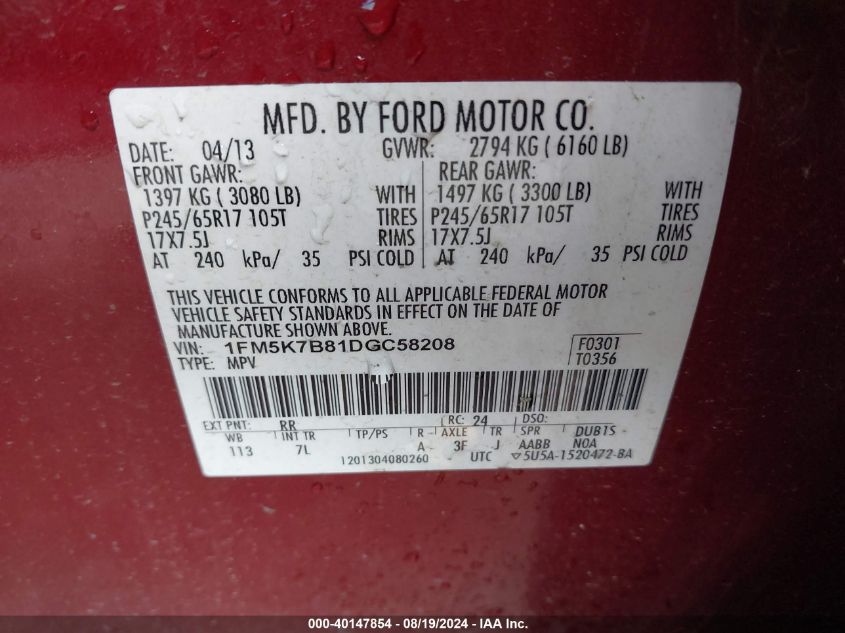 MFD. BY FORD MOTOR CO.
DATE: 04/13 GVWR: 2794 KG ( 6160 LB)
FRONT GAWR: REAR GAWR:
1397 KG ( 3080 LB) WITH 1497 KG ( 3300 LB) WITH
P245/65R17 105T TIRES P245/65R17 105T TIRES
17X7.5J RIMS 17X7.5J RIMS
AT 240 kPa/ 35 PSI COLD AT 240 kPa/ 35 PSI COLD
THIS VEHICLE CONFORMS TO ALL APPLICABLE FEDERAL MOTOR
VEHICLE SAFETY STANDARDS IN EFFECT ON THE DATE OF
MANUFACTURE SHOWN ABOVE.
VIN: 1FM5K7B81DGC58208 F0301
TYPE: MPV T0356
EXT PNT: RR RC: 24 DSO:
WB INT TR TP/PS R AXLE TR SPR DUBTS
113 7L A 3F J AABB NOA
1201304080260 UTC ▽5U5A-1520472-BA
000-40147854 - 08/19/2024 - IAA Inc.